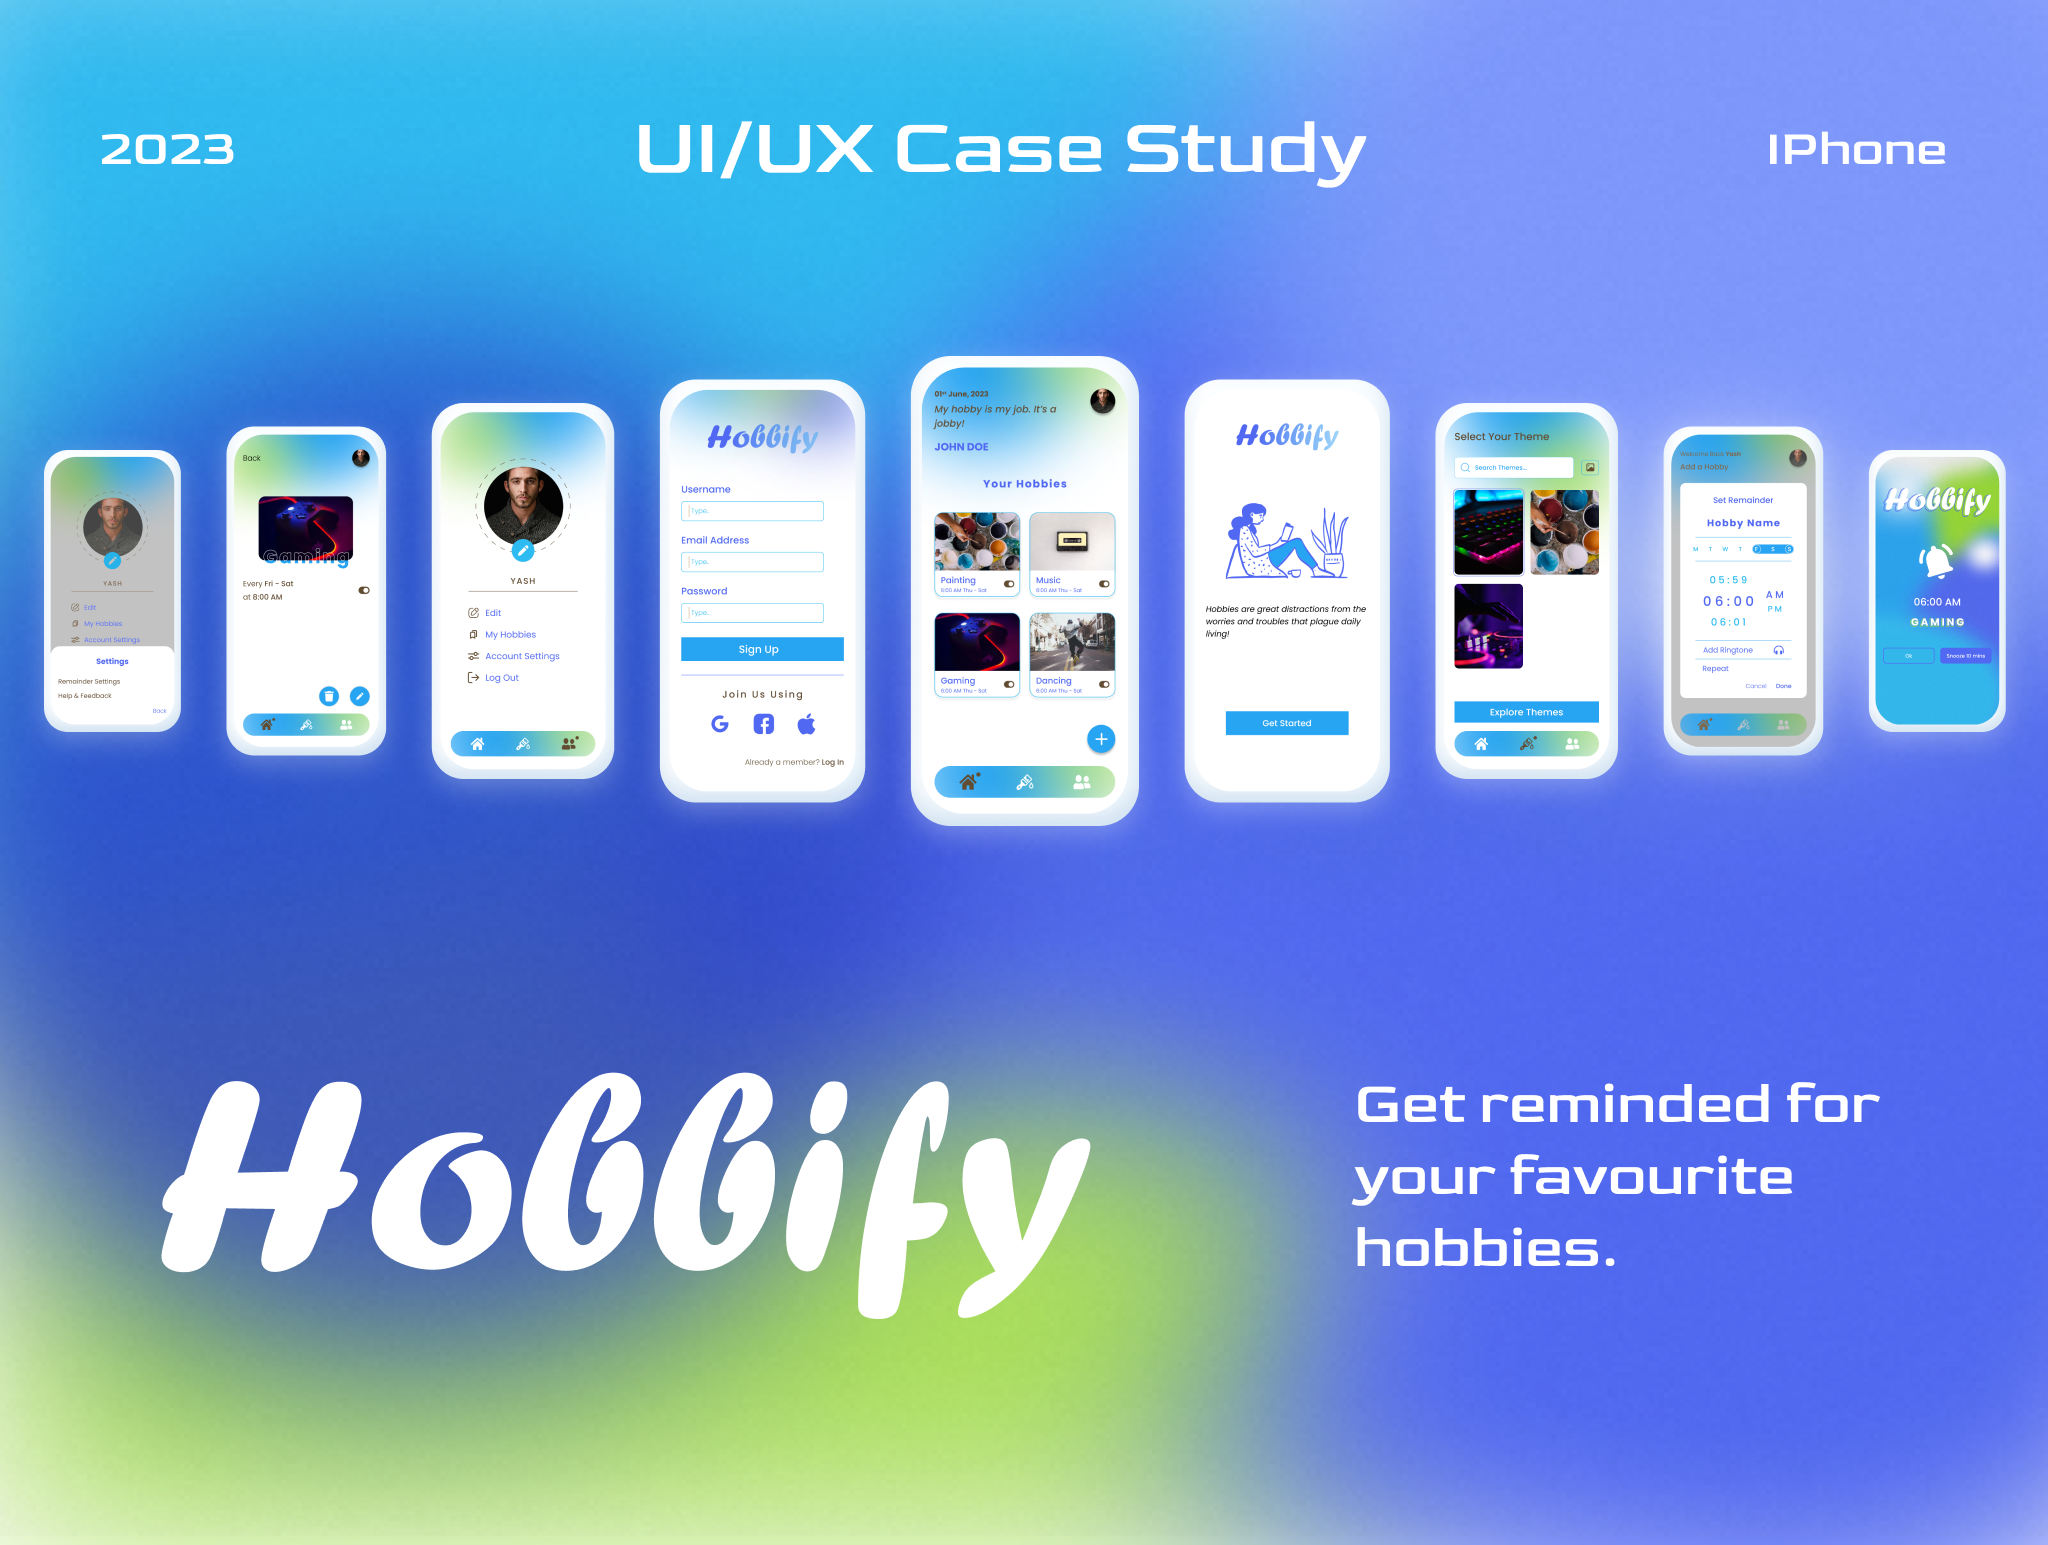 2023
UI/UX Case Study
IPhone
YASH
Edit
My Hobbies
Account Settings
Settings
Remainder Settings
Help & Feedback
Back
Back
Gaming
Every Fri - Sat
at 8:00 AM
YASH
Edit
My Hobbies
Account Settings
Log Out
Hobbify
Username
Type..
Email Address
Type..
Password
Type..
Sign Up
Join Us Using
Already a member? Log in
01st June, 2023
My hobby is my job. It's a
jobby!
JOHN DOE
Your Hobbies
Painting
6:00 AM Thu - Sat
Music
6:00 AM Thu - Sat
Gaming
6:00 AM Thu - Sat
Dancing
6:00 AM Thu - Sat
Hobbify
Hobbies are great distractions from the
worries and troubles that plague daily
living!
Get Started
Select Your Theme
Search Themes...
Explore Themes
Welcome Back Yash
Add a Hobby
Set Remainder
Hobby Name
M T W T F S S
05:59
06:00 AM
PM
06:01
Add Ringtone
Repeat
Cancel Done
Hobbify
06:00 AM
GAMING
Ok
Snooze 10 mins
Hobbify
Get reminded for
your favourite
hobbies.